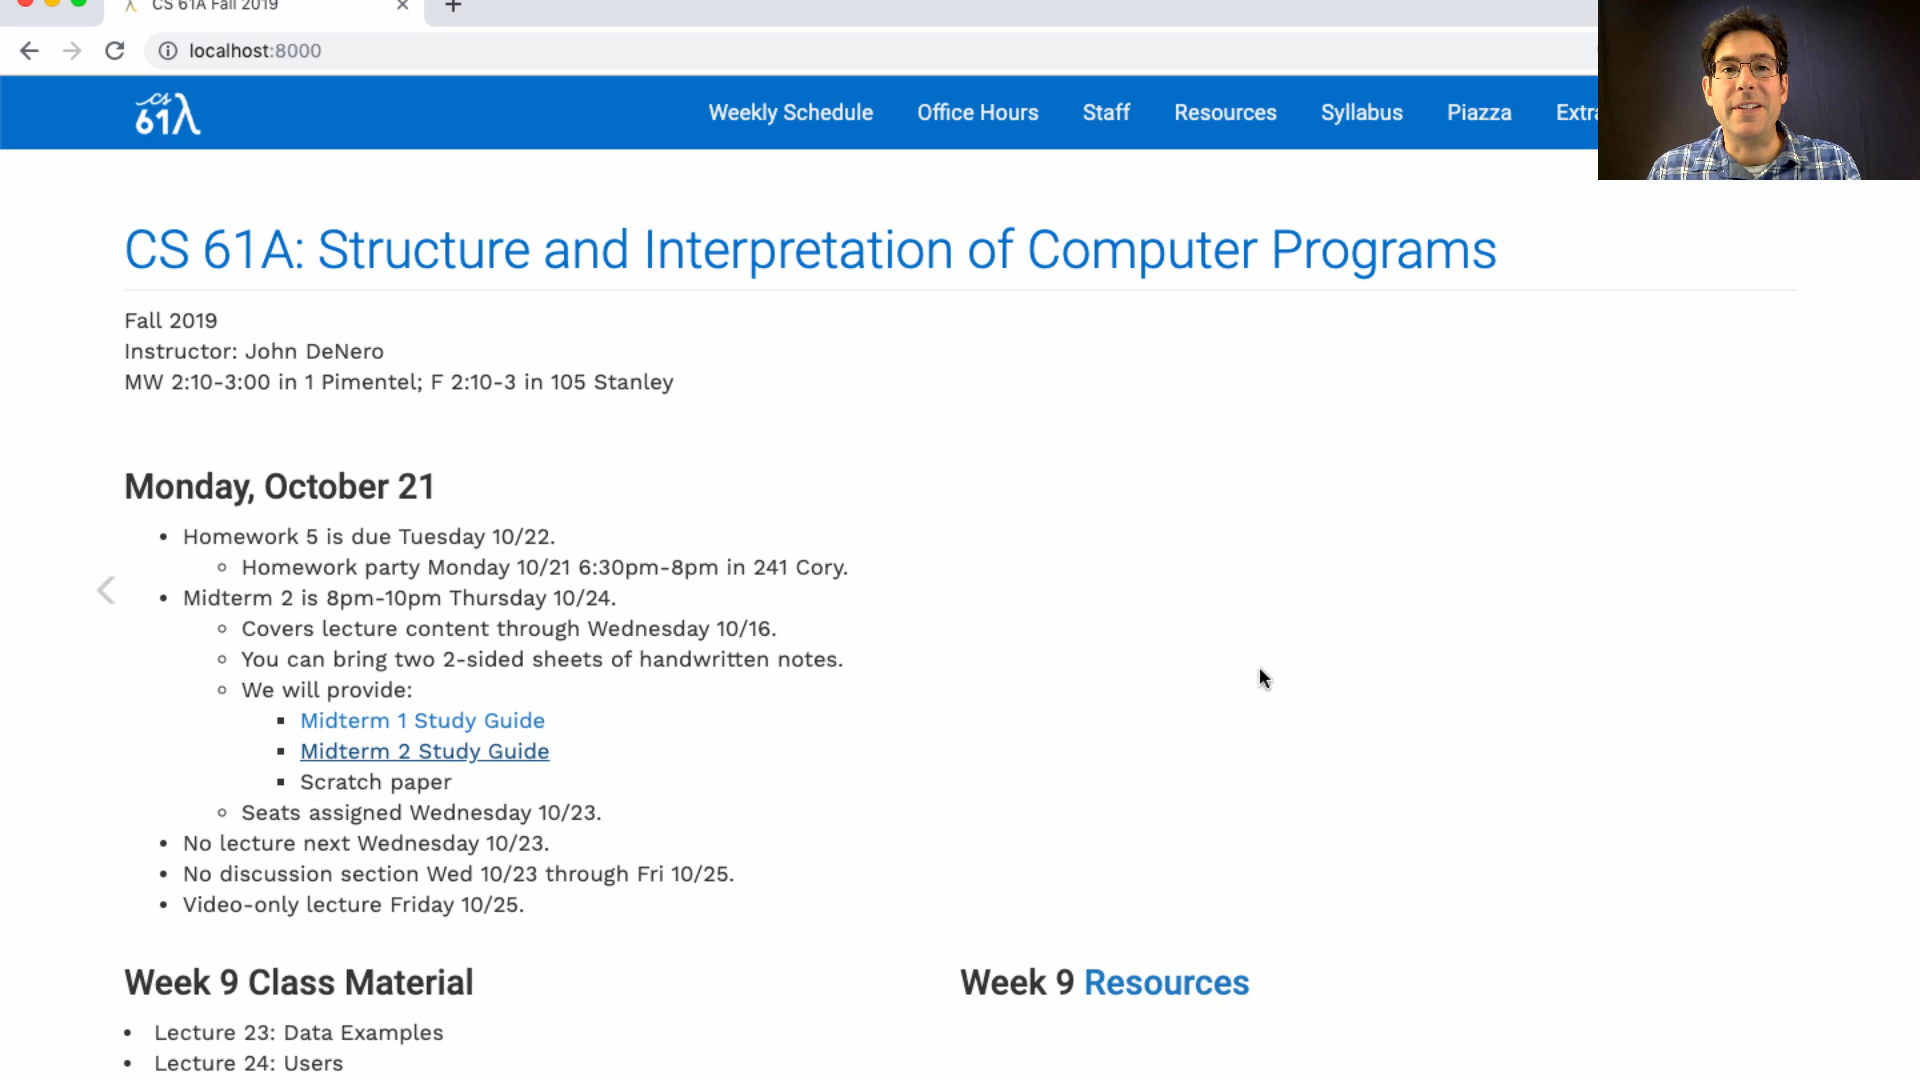 CS 61A Fall 2019
localhost:8000
CS 61A
Weekly Schedule Office Hours Staff Resources Syllabus Piazza
CS 61A: Structure and Interpretation of Computer Programs
Fall 2019
Instructor: John DeNero
MW 2:10-3:00 in 1 Pimentel; F 2:10-3 in 105 Stanley
Monday, October 21
Homework 5 is due Tuesday 10/22.
Homework party Monday 10/21 6:30pm-8pm in 241 Cory.
Midterm 2 is 8pm-10pm Thursday 10/24.
Covers lecture content through Wednesday 10/16.
You can bring two 2-sided sheets of handwritten notes.
We will provide:
Midterm 1 Study Guide
Midterm 2 Study Guide
Scratch paper
Seats assigned Wednesday 10/23.
No lecture next Wednesday 10/23.
No discussion section Wed 10/23 through Fri 10/25.
Video-only lecture Friday 10/25.
Week 9 Class Material
Lecture 23: Data Examples
Lecture 24: Users
Week 9 Resources